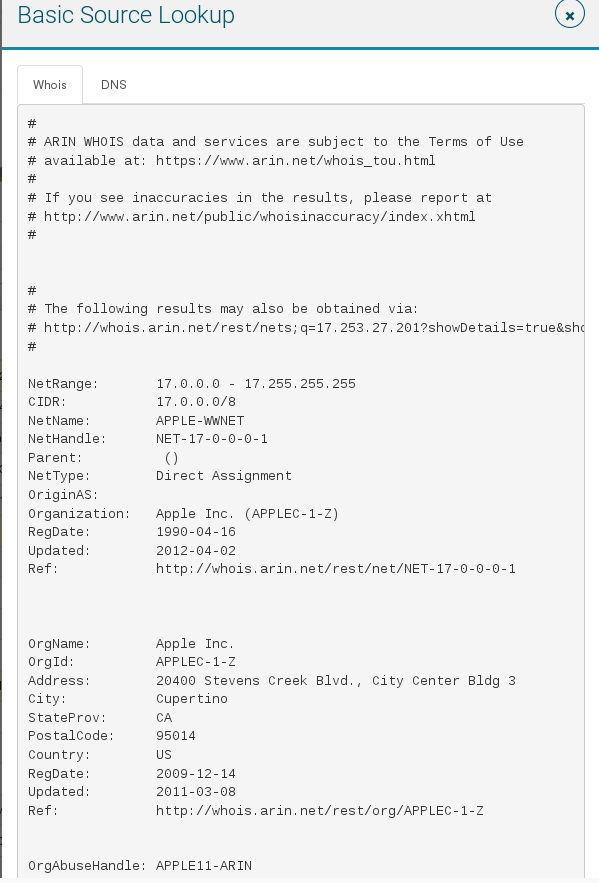 Basic Source Lookup
Whois DNS
#
# ARIN WHOIS data and services are subject to the Terms of Use
# available at: https://www.arin.net/whois_tou.html
#
# If you see inaccuracies in the results, please report at
# http://www.arin.net/public/whoisinaccuracy/index.xhtml
#
#
# The following results may also be obtained via:
# http://whois.arin.net/rest/nets;q=17.253.27.201?showDetails=true&sho
#
NetRange: 17.0.0.0 - 17.255.255.255
CIDR: 17.0.0.0/8
NetName: APPLE-WWNET
NetHandle: NET-17-0-0-0-1
Parent: ()
NetType: Direct Assignment
OriginAS:
Organization: Apple Inc. (APPLEC-1-Z)
RegDate: 1990-04-16
Updated: 2012-04-02
Ref: http://whois.arin.net/rest/net/NET-17-0-0-0-1
OrgName: Apple Inc.
OrgId: APPLEC-1-Z
Address: 20400 Stevens Creek Blvd., City Center Bldg 3
City: Cupertino
StateProv: CA
PostalCode: 95014
Country: US
RegDate: 2009-12-14
Updated: 2011-03-08
Ref: http://whois.arin.net/rest/org/APPLEC-1-Z
OrgAbuseHandle: APPLE11-ARIN